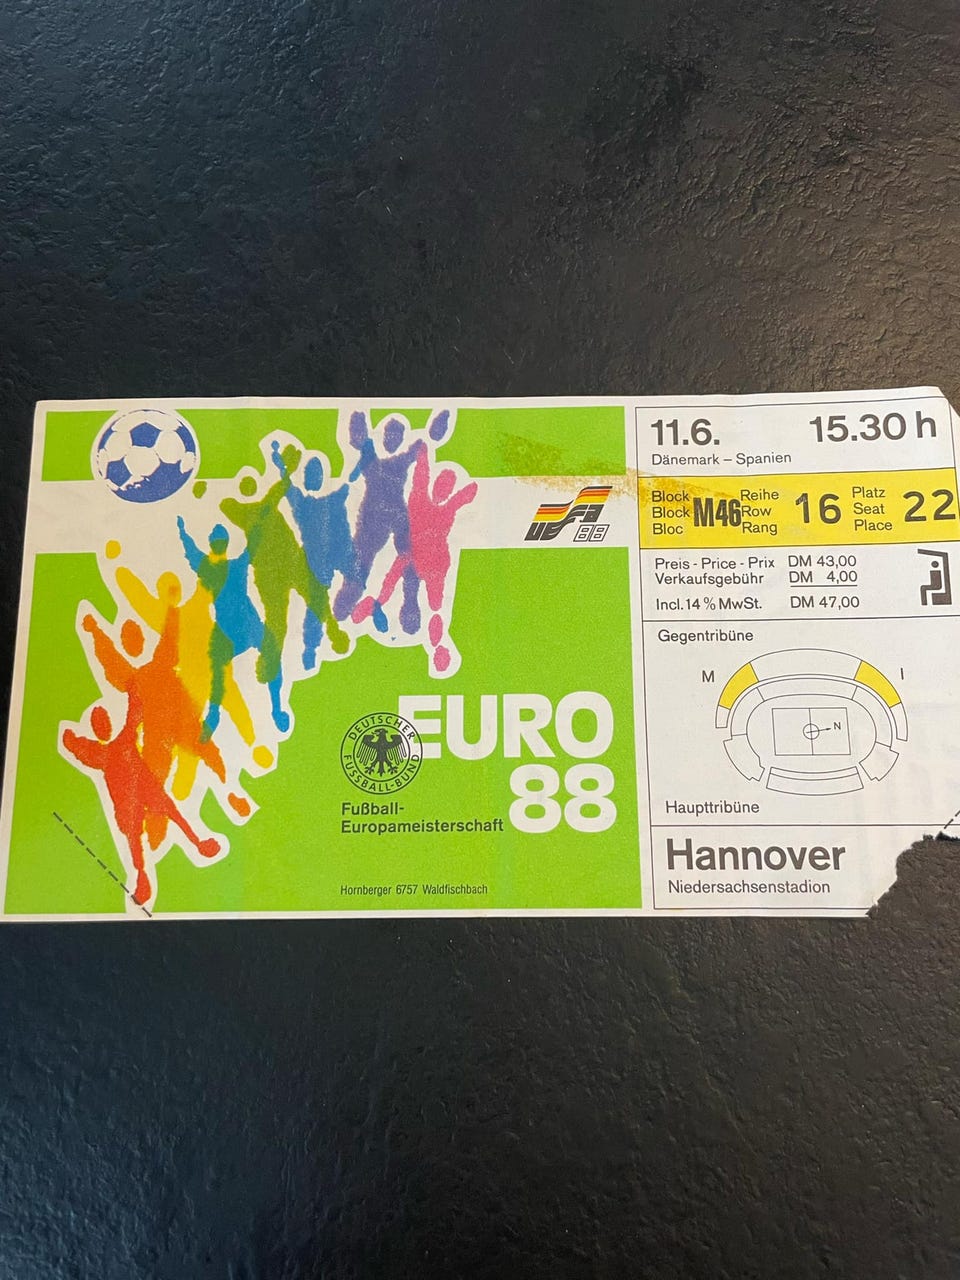 11.6. 15.30 h
Dänemark – Spanien
Block Reihe Platz
Block M46 Row 16 Seat 22
Bloc Rang Place
Preis - Price - Prix DM 43,00
Verkaufsgebühr DM 4,00
Incl. 14 % MwSt. DM 47,00
Gegentribüne
M I
N
Haupttribüne
Hannover
Niedersachsenstadion
UEFA
88
EURO
88
DEUTSCHER
FUSSBALL-BUND
Fußball-
Europameisterschaft
Hornberger 6757 Waldfischbach